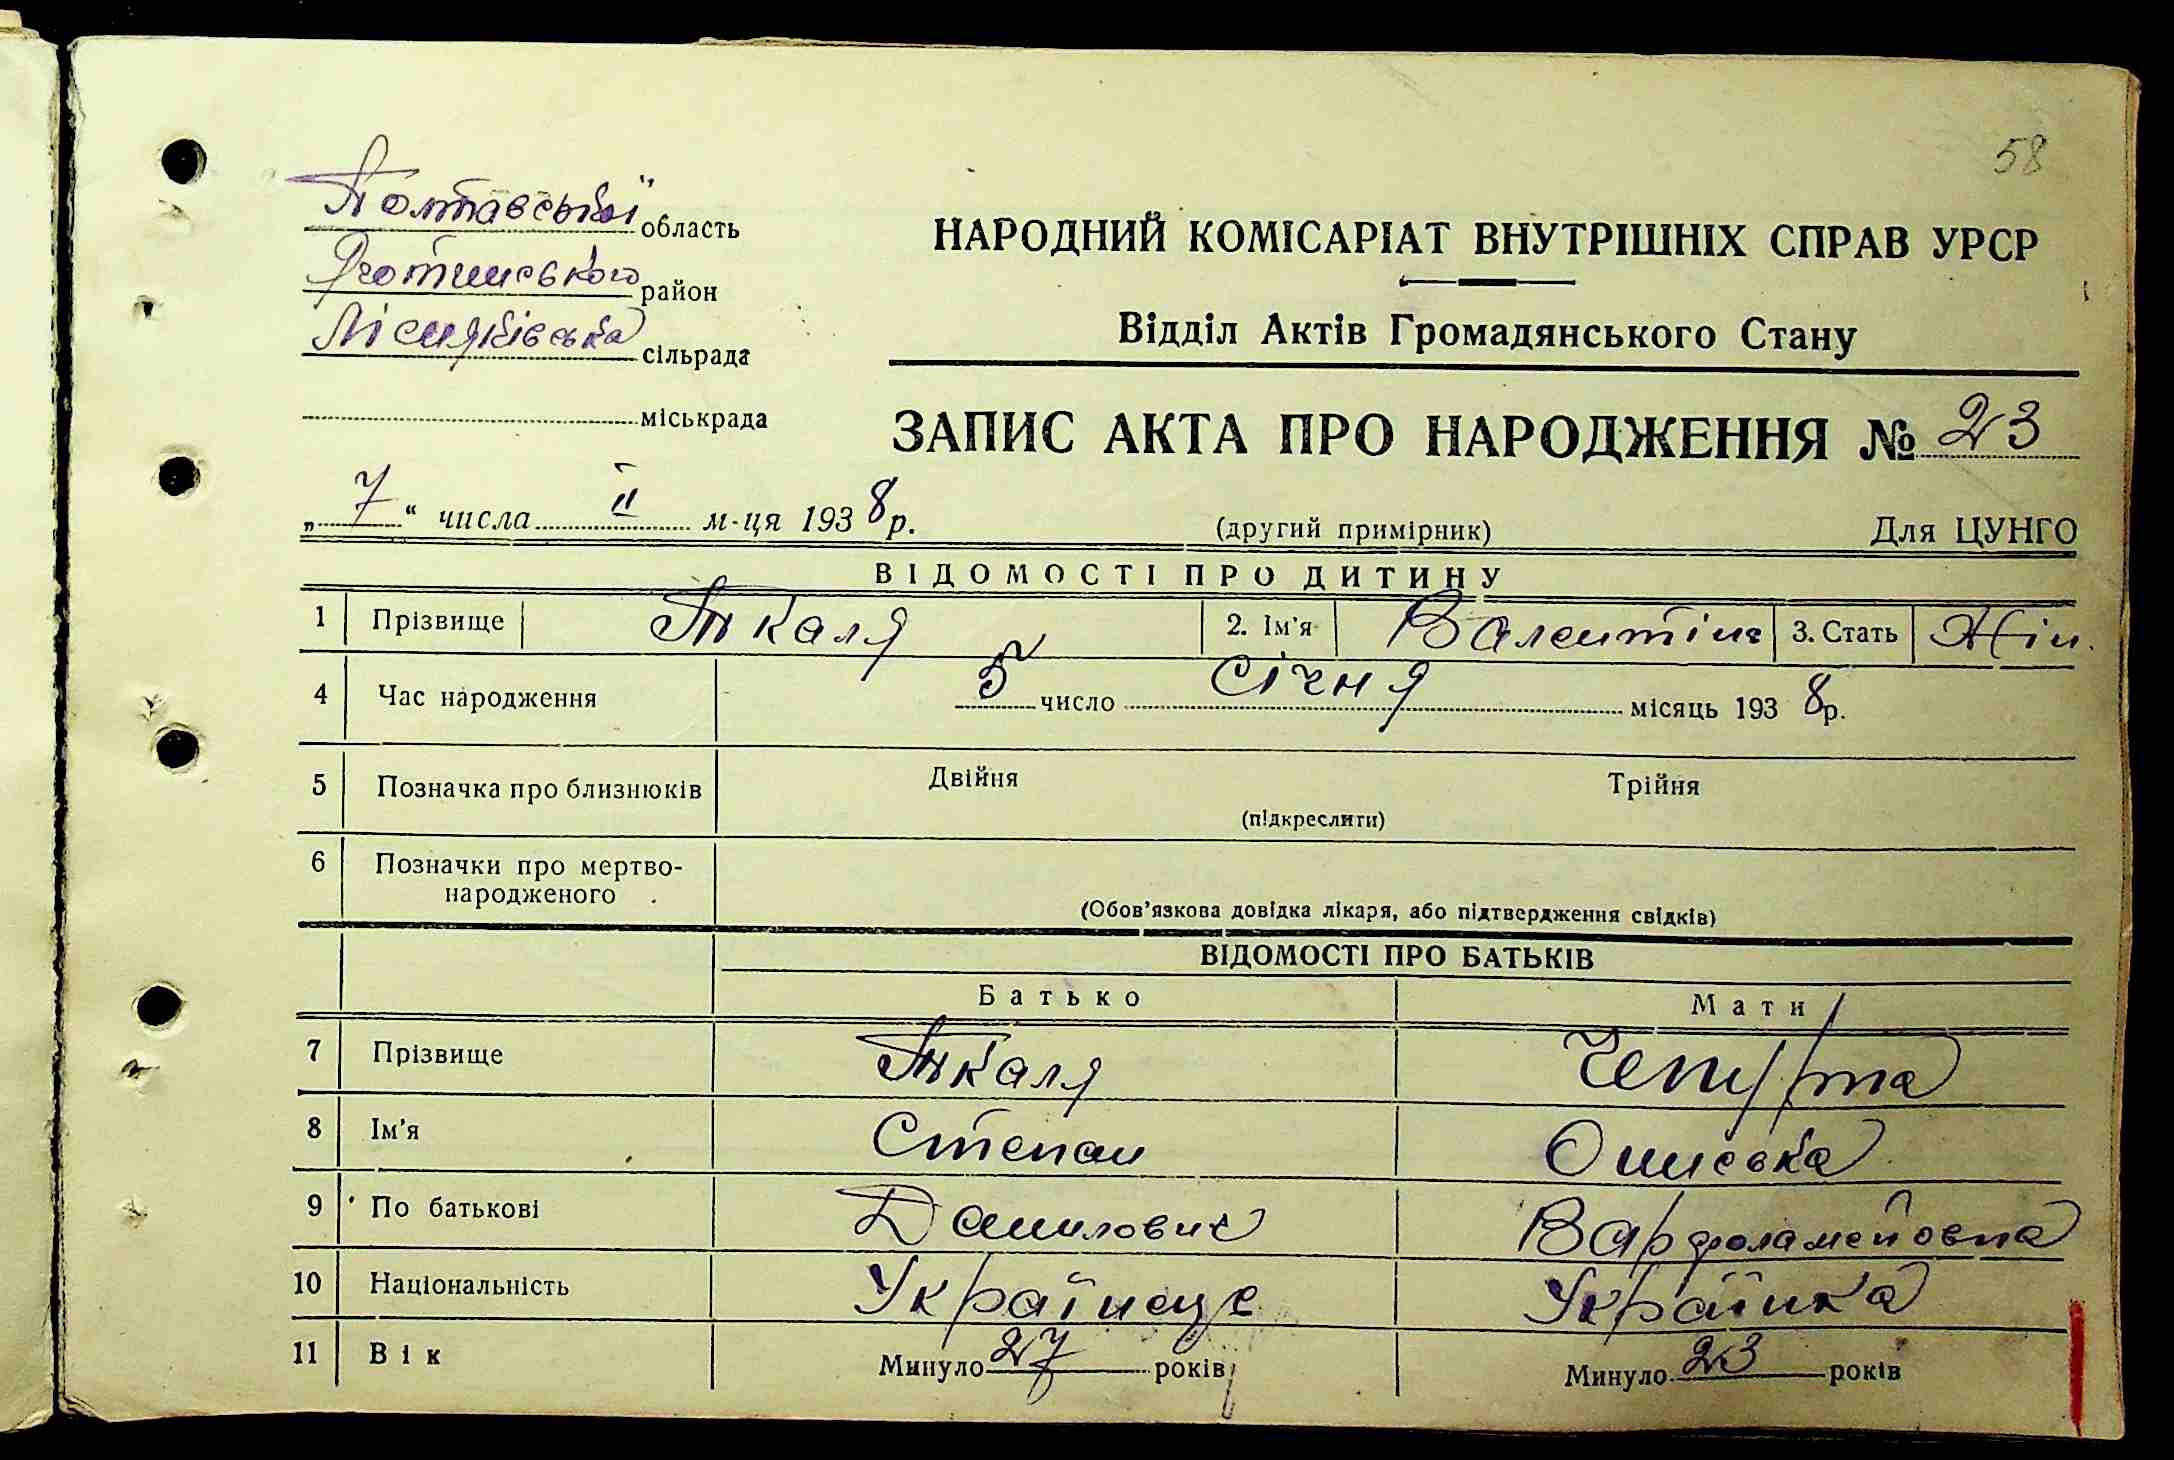 58
Полтавської область
Яготинського район
Лісняківська сільрада
міськрада
НАРОДНИЙ КОМІСАРІАТ ВНУТРІШНІХ СПРАВ УРСР
Відділ Актів Громадянського Стану
ЗАПИС АКТА ПРО НАРОДЖЕННЯ № 23
„7“ числа II м-ця 1938 р.
(другий примірник)
Для ЦУНГО
ВІДОМОСТІ ПРО ДИТИНУ
1 Прізвище Ткаля 2. Ім'я Валентіна 3. Стать Жін.
4 Час народження 5 число січня місяць 1938 р.
5 Позначка про близнюків Двійня Трійня
(підкреслити)
6 Позначки про мертво-
народженого
(Обов'язкова довідка лікаря, або підтвердження свідків)
ВІДОМОСТІ ПРО БАТЬКІВ
Батько Мати
7 Прізвище Ткаля Чепурта
8 Ім'я Степан Ониська
9 По батькові Данилович Варфоламейовна
10 Національність Українець Українка
11 Вік Минуло 27 років Минуло 23 років